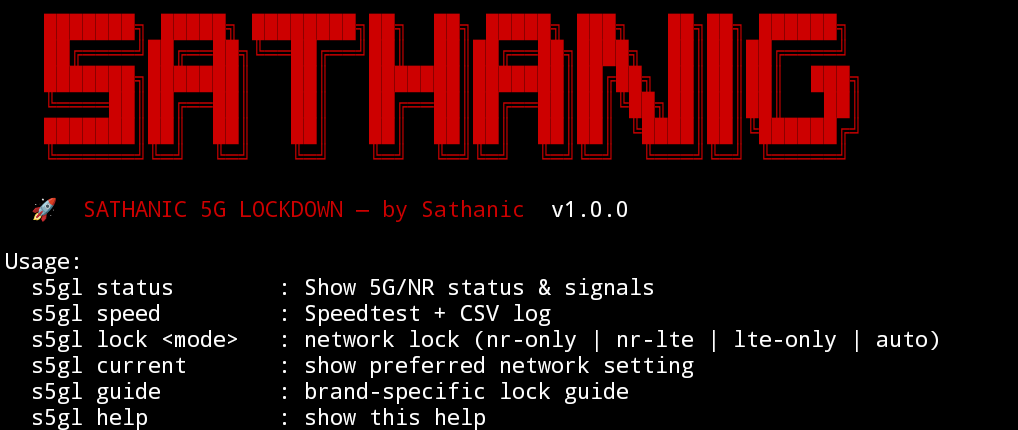 SATHANIG
🚀 SATHANIC 5G LOCKDOWN — by Sathanic v1.0.0
Usage:
s5gl status : Show 5G/NR status & signals
s5gl speed : Speedtest + CSV log
s5gl lock <mode> : network lock (nr-only | nr-lte | lte-only | auto)
s5gl current : show preferred network setting
s5gl guide : brand-specific lock guide
s5gl help : show this help